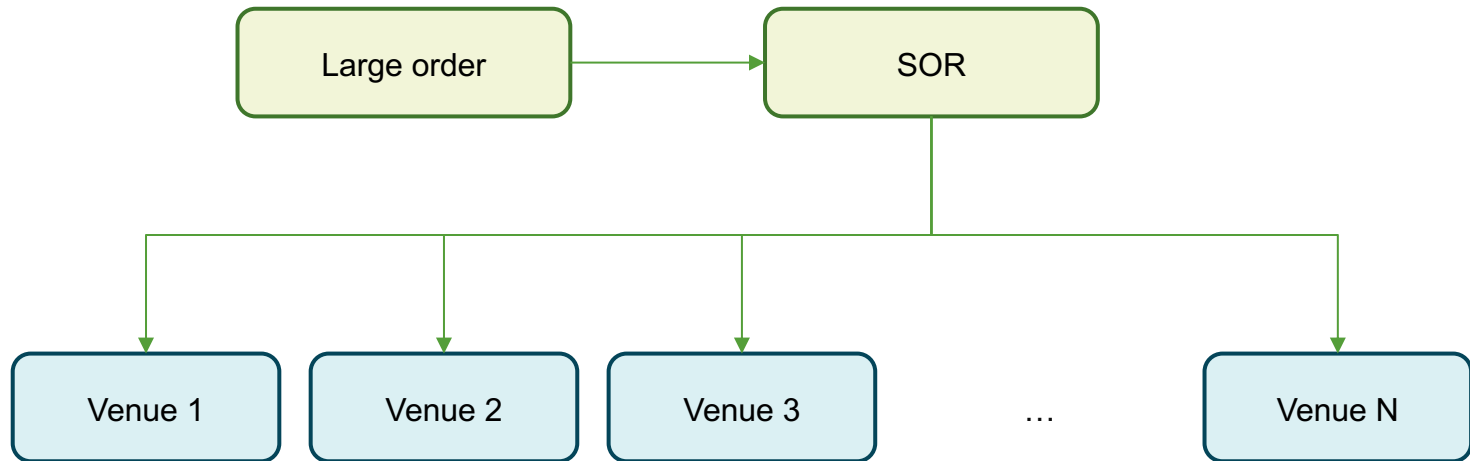 Large order
SOR
Venue 1
Venue 2
Venue 3
…
Venue N